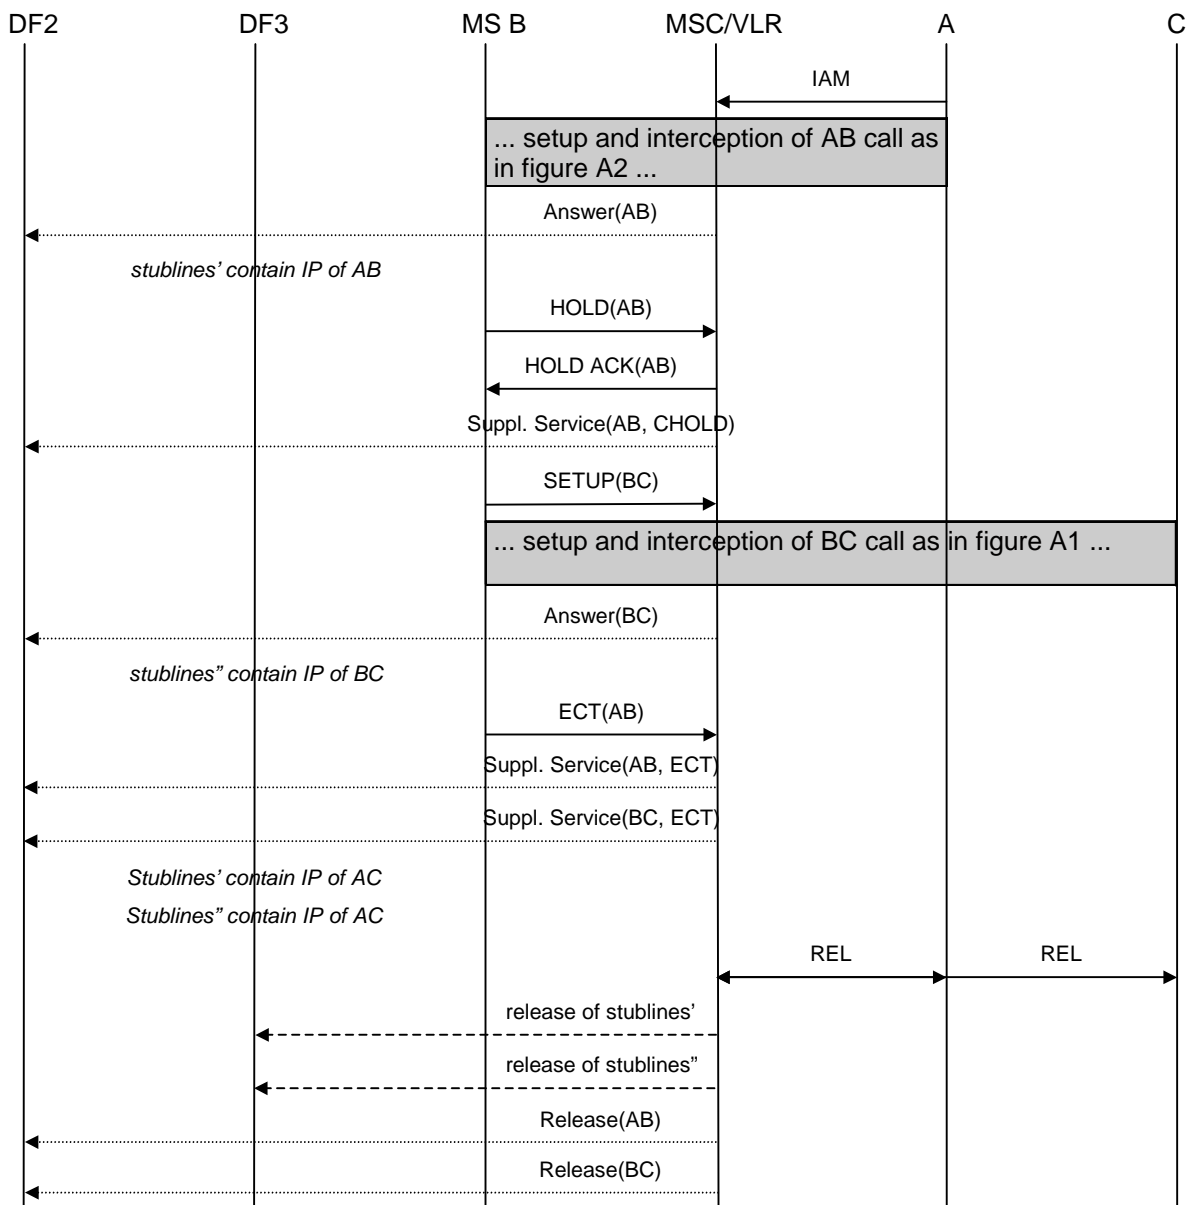 DF2 DF3 MS B MSC/VLR A C
IAM
... setup and interception of AB call as
in figure A2 ...
Answer(AB)
stublines’ contain IP of AB
HOLD(AB)
HOLD ACK(AB)
Suppl. Service(AB, CHOLD)
SETUP(BC)
... setup and interception of BC call as in figure A1 ...
Answer(BC)
stublines” contain IP of BC
ECT(AB)
Suppl. Service(AB, ECT)
Suppl. Service(BC, ECT)
Stublines’ contain IP of AC
Stublines” contain IP of AC
REL REL
release of stublines’
release of stublines”
Release(AB)
Release(BC)